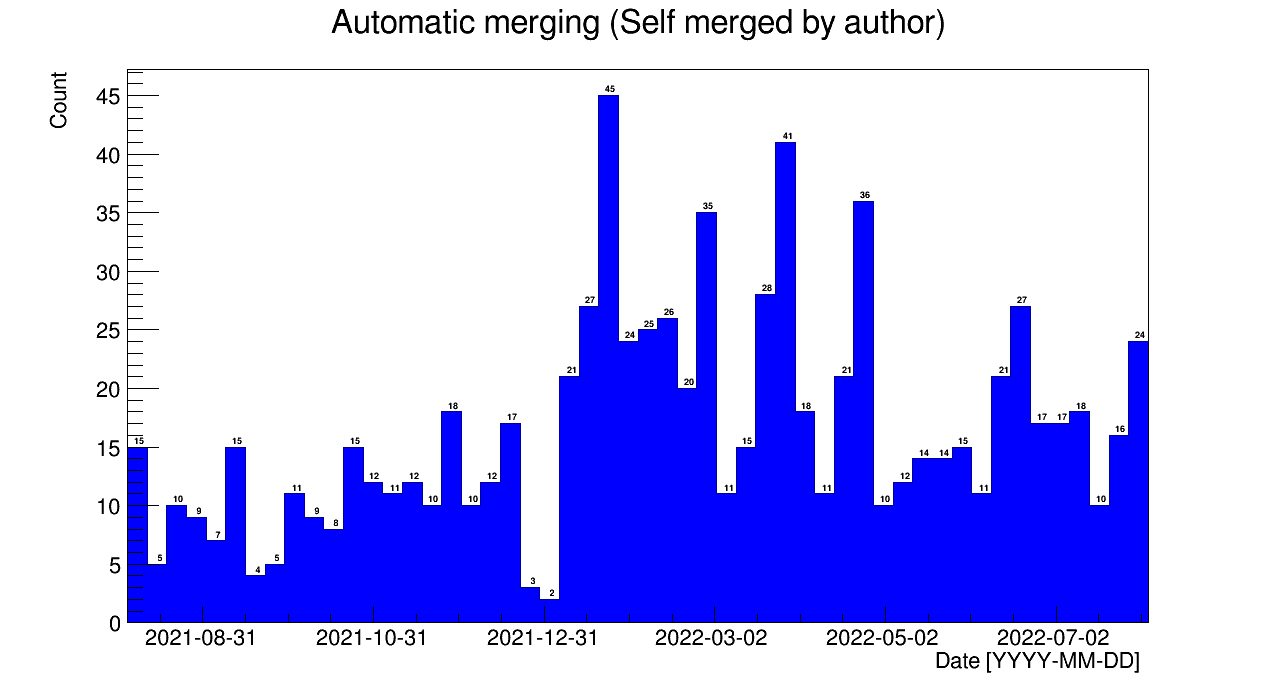 Automatic merging (Self merged by author)
Count
45
40
35
30
25
20
15
10
5
0
15 5 10 9 7 15 4 5 11 9 8 15 12 11 12 10 18 10 12 17 3 2 21 27 45 24 25 26 20 35 11 15 28 41 18 11 21 36 10 12 14 14 15 11 21 27 17 17 18 10 16 24
2021-08-31 2021-10-31 2021-12-31 2022-03-02 2022-05-02 2022-07-02
Date [YYYY-MM-DD]